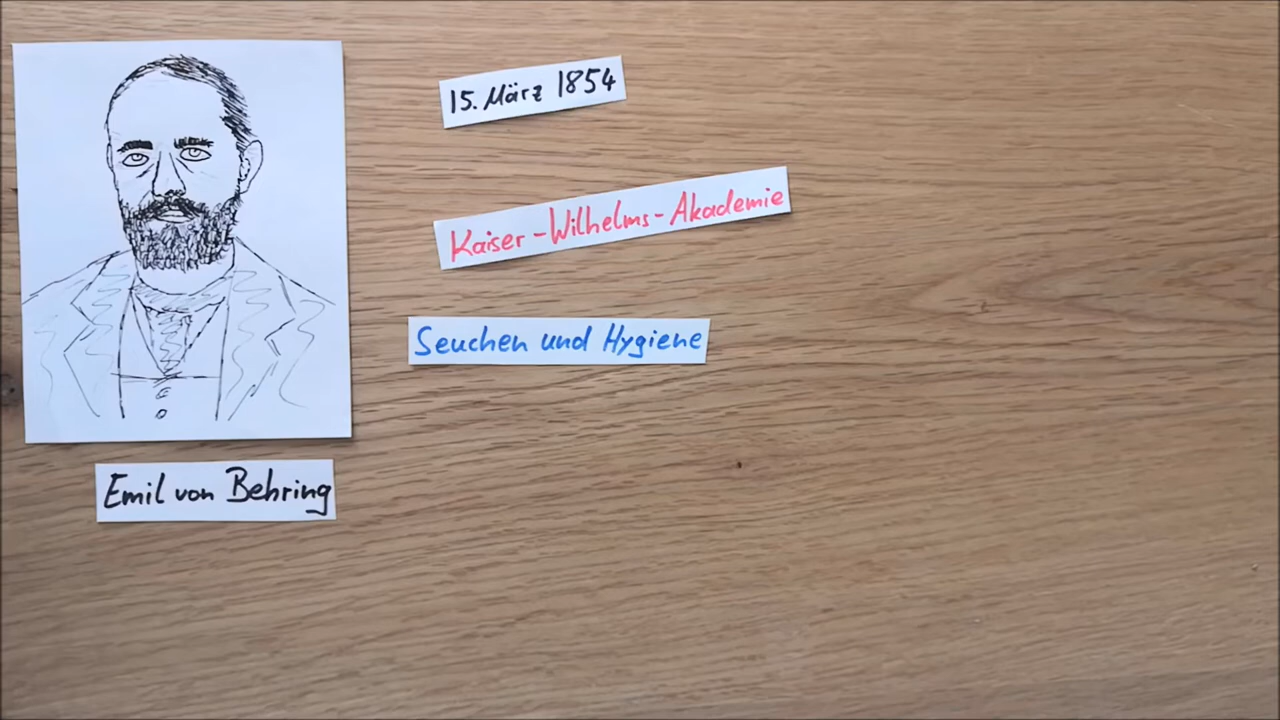 15. März 1854
Kaiser-Wilhelms-Akademie
Seuchen und Hygiene
Emil von Behring